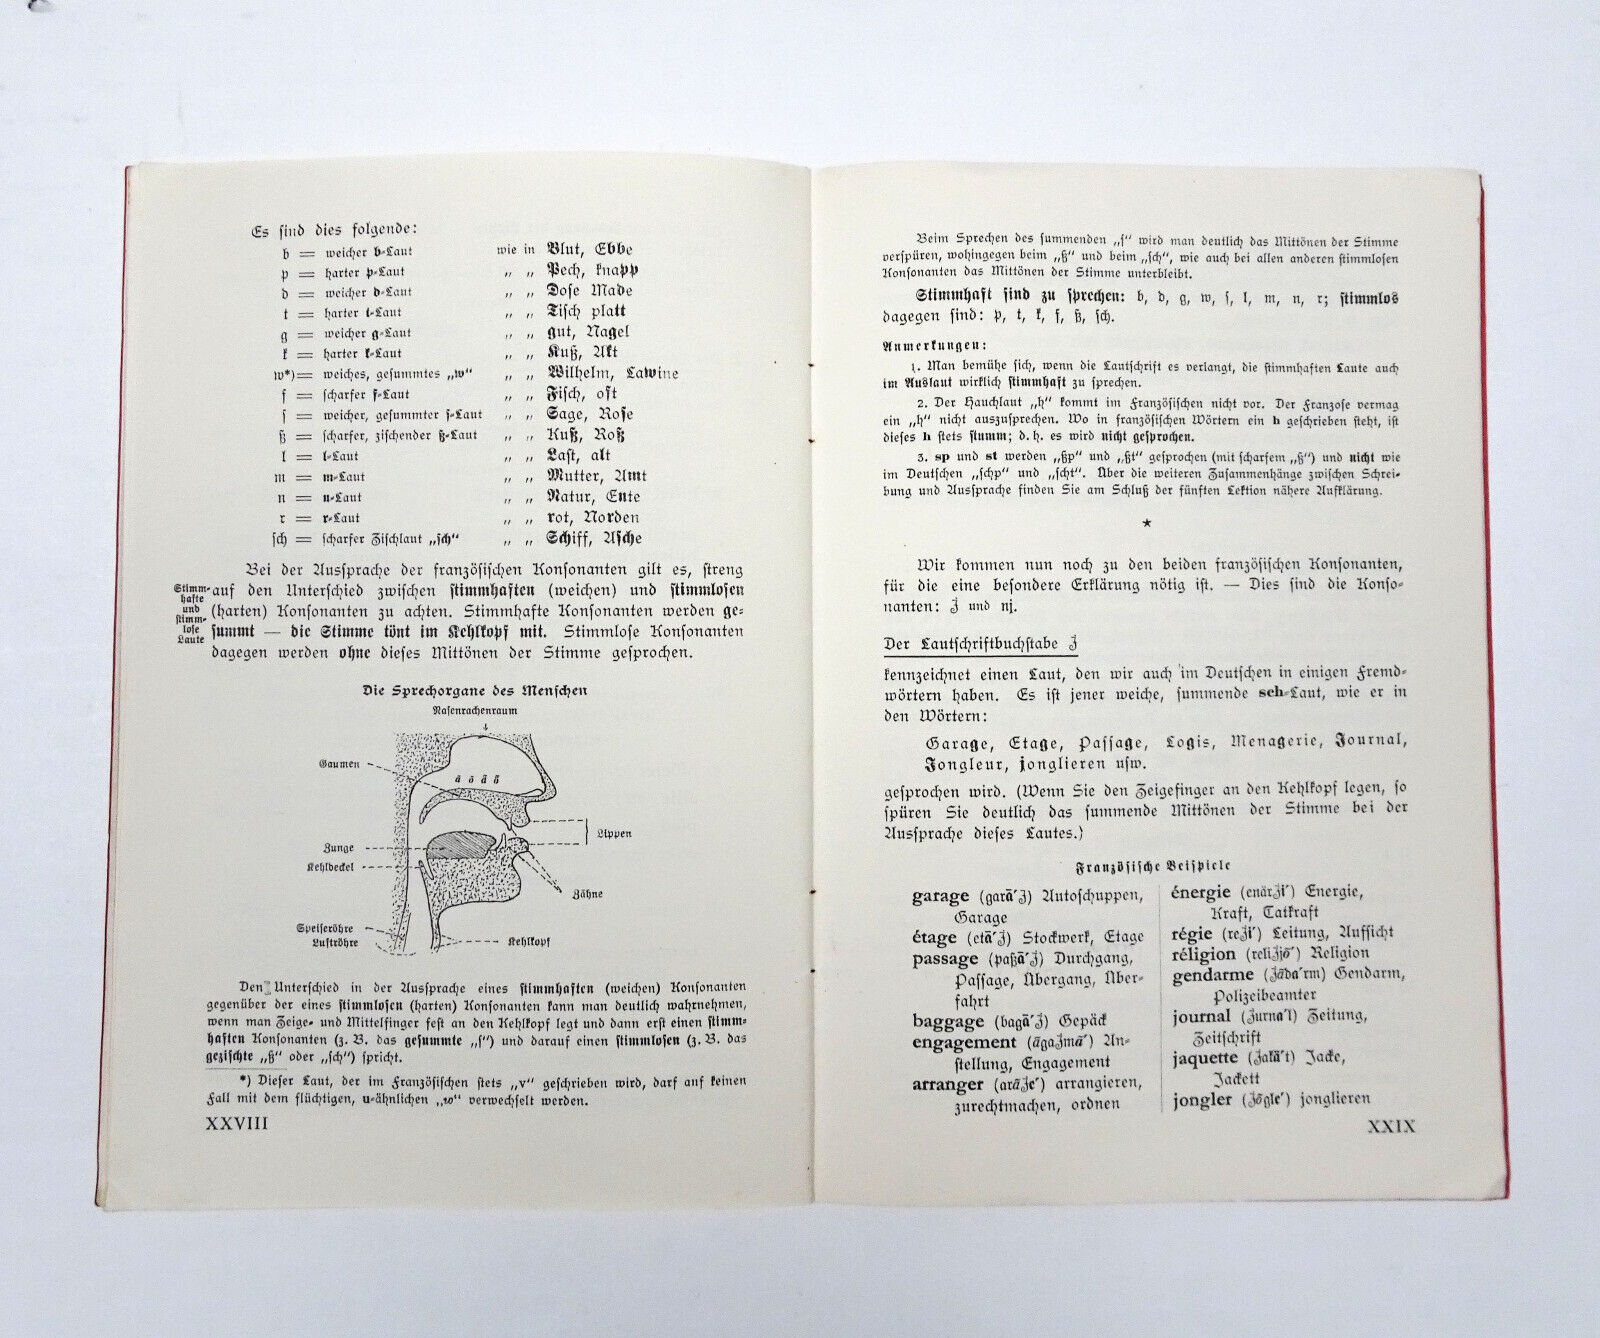 Es sind dies folgende:
b = weicher b-Laut wie in Blut, Ebbe
p = harter p-Laut „ „ Pech, knapp
d = weicher d-Laut „ „ Dose Made
t = harter t-Laut „ „ Tisch platt
g = weicher g-Laut „ „ gut, Nagel
k = harter k-Laut „ „ Kuß, Akt
w*) = weiches, gesummtes „w“ „ „ Wilhelm, Lawine
f = scharfer f-Laut „ „ Fisch, oft
s = weicher, gesummter s-Laut „ „ Sage, Rose
ß = scharfer, zischender ß-Laut „ „ Kuß, Roß
l = l-Laut „ „ Last, alt
m = m-Laut „ „ Mutter, Amt
n = n-Laut „ „ Natur, Ente
r = r-Laut „ „ rot, Norden
sch = scharfer Zischlaut „sch“ „ „ Schiff, Asche
Bei der Aussprache der französischen Konsonanten gilt es, streng
auf den Unterschied zwischen stimmhaften (weichen) und stimmlosen
(harten) Konsonanten zu achten. Stimmhafte Konsonanten werden ge-
summt — die Stimme tönt im Kehlkopf mit. Stimmlose Konsonanten
dagegen werden ohne dieses Mittönen der Stimme gesprochen.
Stimm-
hafte
und
stimm-
lose
Laute
Die Sprechorgane des Menschen
Nasenrachenraum
Gaumen
ā ō ā̈ ȫ
Lippen
Zunge
Kehldeckel
Zähne
Speiseröhre
Luftröhre
Kehlkopf
Den Unterschied in der Aussprache eines stimmhaften (weichen) Konsonanten
gegenüber der eines stimmlosen (harten) Konsonanten kann man deutlich wahrnehmen,
wenn man Zeige- und Mittelfinger fest an den Kehlkopf legt und dann erst einen stimm-
haften Konsonanten (z. B. das gesummte „s“) und darauf einen stimmlosen (z. B. das
gezischte „ß“ oder „sch“) spricht.
*) Dieser Laut, der im Französischen stets „v“ geschrieben wird, darf auf keinen
Fall mit dem flüchtigen, u-ähnlichen „w“ verwechselt werden.
XXVIII
Beim Sprechen des summenden „s“ wird man deutlich das Mittönen der Stimme
verspüren, wohingegen beim „ß“ und beim „sch“, wie auch bei allen anderen stimmlosen
Konsonanten das Mittönen der Stimme unterbleibt.
Stimmhaft sind zu sprechen: b, d, g, w, s, l, m, n, r; stimmlos
dagegen sind: p, t, k, f, ß, sch.
Anmerkungen:
1. Man bemühe sich, wenn die Lautschrift es verlangt, die stimmhaften Laute auch
im Auslaut wirklich stimmhaft zu sprechen.
2. Der Hauchlaut „h“ kommt im Französischen nicht vor. Der Franzose vermag
ein „h“ nicht auszusprechen. Wo in französischen Wörtern ein h geschrieben steht, ist
dieses h stets stumm; d. h. es wird nicht gesprochen.
3. sp und st werden „ßp“ und „ßt“ gesprochen (mit scharfem „ß“) und nicht wie
im Deutschen „schp“ und „scht“. Über die weiteren Zusammenhänge zwischen Schrei-
bung und Aussprache finden Sie am Schluß der fünften Lektion nähere Aufklärung.
*
Wir kommen nun noch zu den beiden französischen Konsonanten,
für die eine besondere Erklärung nötig ist. — Dies sind die Konso-
nanten: J und nj.
Der Lautschriftbuchstabe J
kennzeichnet einen Laut, den wir auch im Deutschen in einigen Fremd-
wörtern haben. Es ist jener weiche, summende sch-Laut, wie er in
den Wörtern:
Garage, Etage, Passage, Logis, Menagerie, Journal,
Jongleur, jonglieren usw.
gesprochen wird. (Wenn Sie den Zeigefinger an den Kehlkopf legen, so
spüren Sie deutlich das summende Mittönen der Stimme bei der
Aussprache dieses Lautes.)
Französische Beispiele
garage (garā′J) Autoschuppen,
Garage
étage (etā′J) Stockwerk, Etage
passage (paßā′J) Durchgang,
Passage, Übergang, Über-
fahrt
baggage (bagā′J) Gepäck
engagement (āgaJmā′) An-
stellung, Engagement
arranger (arāJe′) arrangieren,
zurechtmachen, ordnen
énergie (enärJi′) Energie,
Kraft, Tatkraft
régie (reJi′) Leitung, Aufsicht
réligion (reliJjō′) Religion
gendarme (Jāda′rm) Gendarm,
Polizeibeamter
journal (Jurna′l) Zeitung,
Zeitschrift
jaquette (Jakä′t) Jacke,
Jackett
jongler (Jōgle′) jonglieren
XXIX